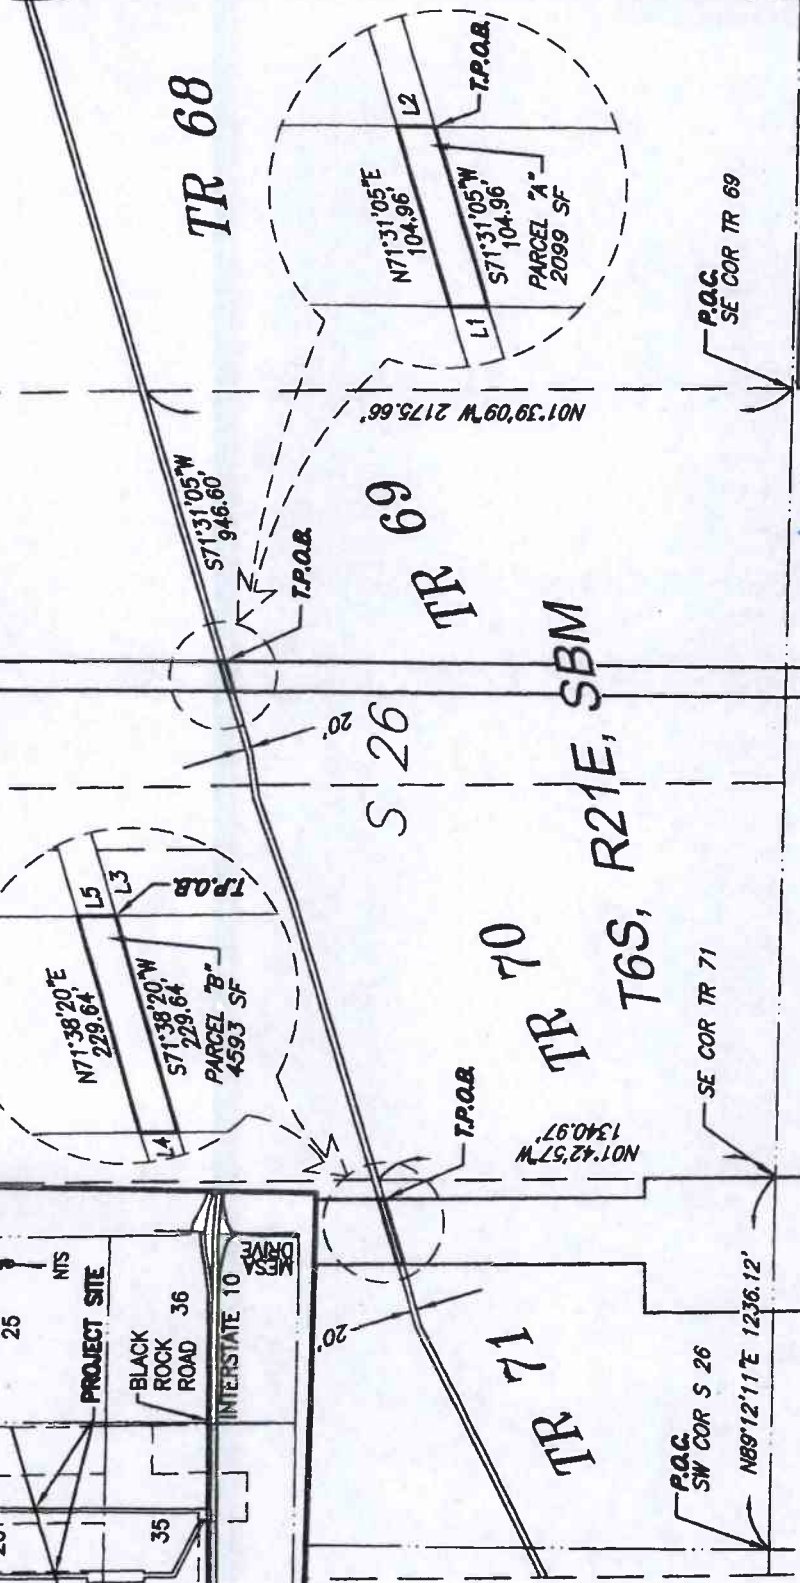 TR 68
N71°31'05"E
104.96'
L2
T.P.O.B.
L1
S71°31'05"W
104.96'
PARCEL "A"
2099 SF
P.O.C.
SE COR TR 69
N01°39'09"W 2175.66'
S71°31'05"W
946.60'
T.P.O.B.
TR 69
20'
S 26
T6S, R21E, SBM
L5
L3
T.P.O.B.
N71°38'20"E
229.64'
S71°38'20"W
229.64'
PARCEL "B"
4593 SF
L4
TR 70
T.P.O.B.
N01°42'57"W
1340.97'
SE COR TR 71
25
NTS
PROJECT SITE
BLACK
ROCK
ROAD
36
INTERSTATE 10
MESA
DRIVE
35
20'
TR 71
P.O.C.
SW COR S 26
N89°12'11"E 1236.12'